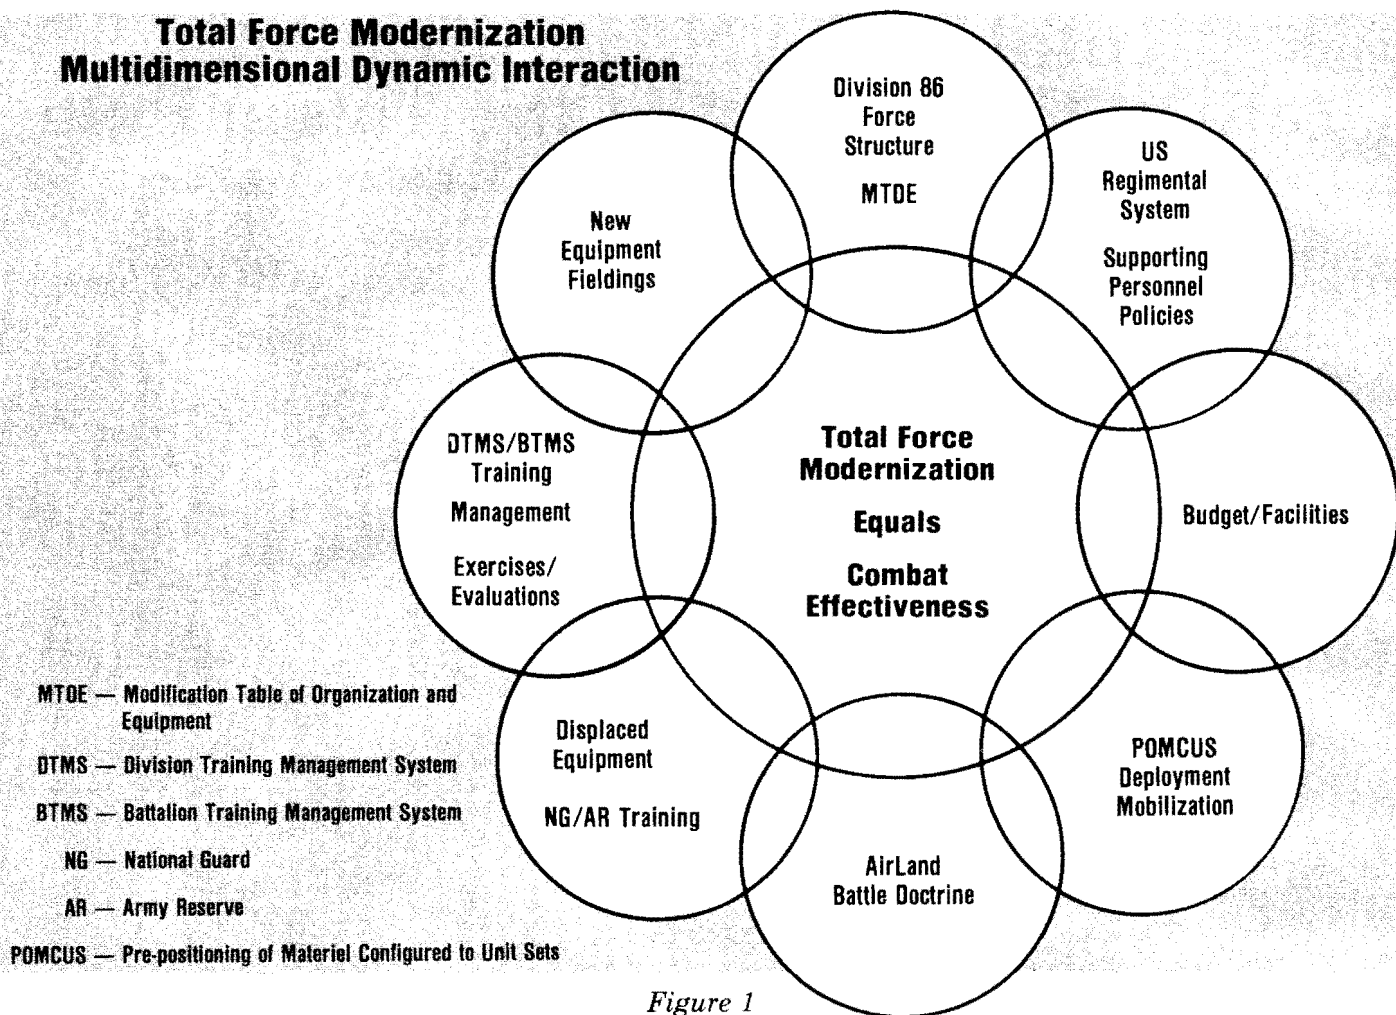 Total Force Modernization
Multidimensional Dynamic Interaction
Division 86
Force
Structure
MTOE
US
Regimental
System
Supporting
Personnel
Policies
New
Equipment
Fieldings
DTMS/BTMS
Training
Management
Exercises/
Evaluations
Total Force
Modernization
Equals
Combat
Effectiveness
Budget/Facilities
Displaced
Equipment
NG/AR Training
AirLand
Battle Doctrine
POMCUS
Deployment
Mobilization
MTOE — Modification Table of Organization and
Equipment
DTMS — Division Training Management System
BTMS — Battalion Training Management System
NG — National Guard
AR — Army Reserve
POMCUS — Pre-positioning of Materiel Configured to Unit Sets
Figure 1